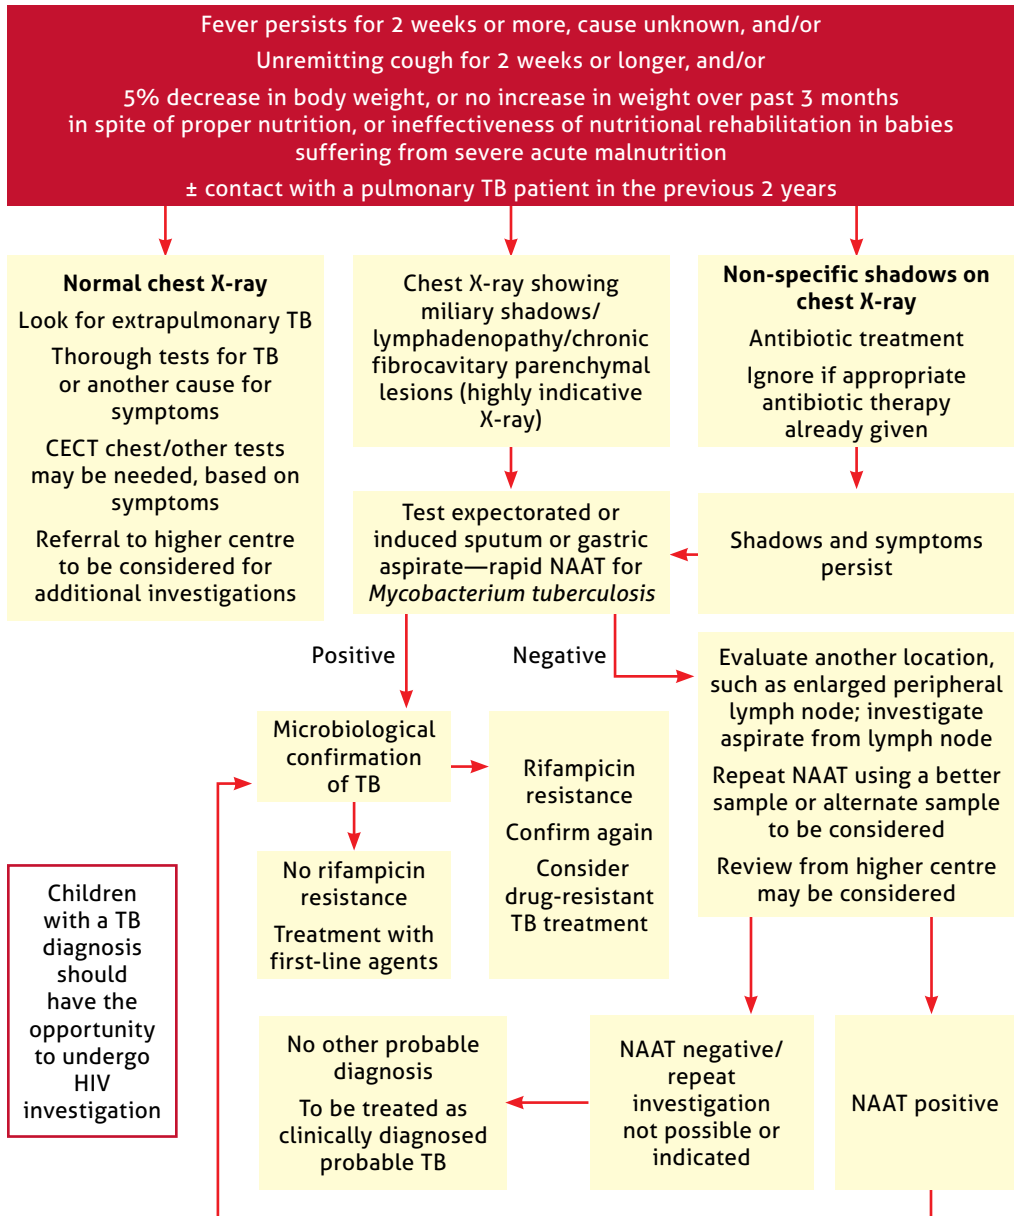 Fever persists for 2 weeks or more, cause unknown, and/or
Unremitting cough for 2 weeks or longer, and/or
5% decrease in body weight, or no increase in weight over past 3 months
in spite of proper nutrition, or ineffectiveness of nutritional rehabilitation in babies
suffering from severe acute malnutrition
± contact with a pulmonary TB patient in the previous 2 years
Normal chest X-ray
Look for extrapulmonary TB
Thorough tests for TB
or another cause for
symptoms
CECT chest/other tests
may be needed, based on
symptoms
Referral to higher centre
to be considered for
additional investigations
Chest X-ray showing
miliary shadows/
lymphadenopathy/chronic
fibrocavitary parenchymal
lesions (highly indicative
X-ray)
Non-specific shadows on
chest X-ray
Antibiotic treatment
Ignore if appropriate
antibiotic therapy
already given
Test expectorated or
induced sputum or gastric
aspirate—rapid NAAT for
Mycobacterium tuberculosis
Shadows and symptoms
persist
Positive
Negative
Evaluate another location,
such as enlarged peripheral
lymph node; investigate
aspirate from lymph node
Repeat NAAT using a better
sample or alternate sample
to be considered
Review from higher centre
may be considered
Microbiological
confirmation
of TB
Rifampicin
resistance
Confirm again
Consider
drug-resistant
TB treatment
No rifampicin
resistance
Treatment with
first-line agents
Children
with a TB
diagnosis
should
have the
opportunity
to undergo
HIV
investigation
No other probable
diagnosis
To be treated as
clinically diagnosed
probable TB
NAAT negative/
repeat
investigation
not possible or
indicated
NAAT positive